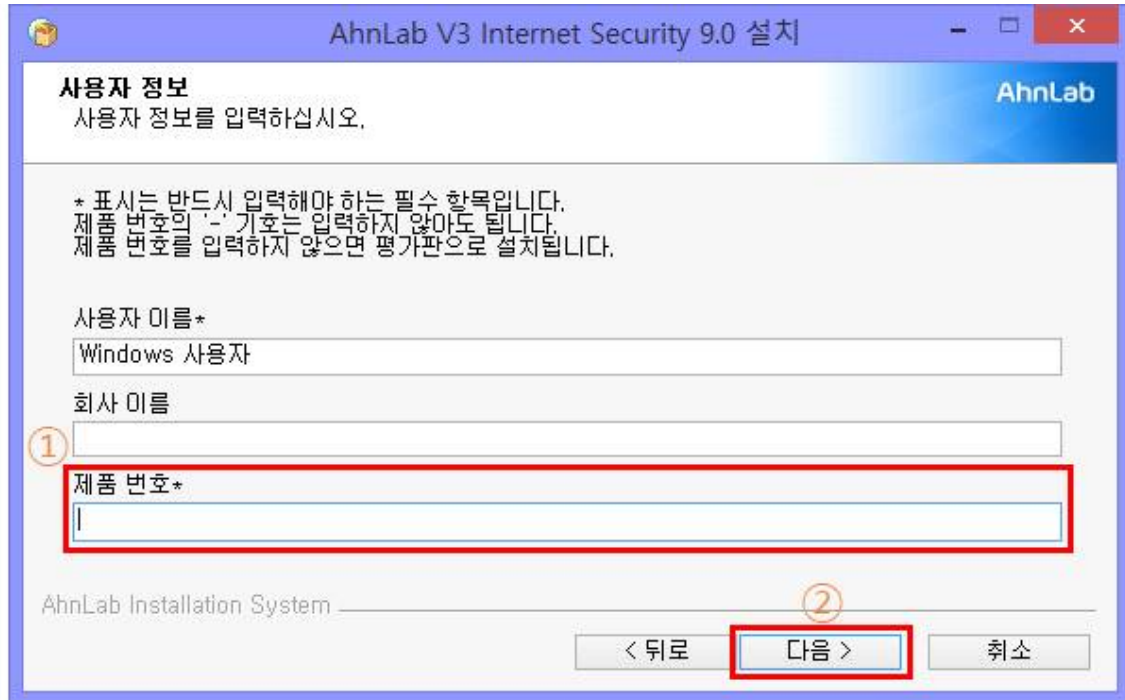 AhnLab V3 Internet Security 9.0 설치
사용자 정보
AhnLab
사용자 정보를 입력하십시오.
* 표시는 반드시 입력해야 하는 필수 항목입니다.
제품 번호의 '-' 기호는 입력하지 않아도 됩니다.
제품 번호를 입력하지 않으면 평가판으로 설치됩니다.
사용자 이름*
Windows 사용자
회사 이름
①
제품 번호*
AhnLab Installation System
②
< 뒤로 다음 > 취소